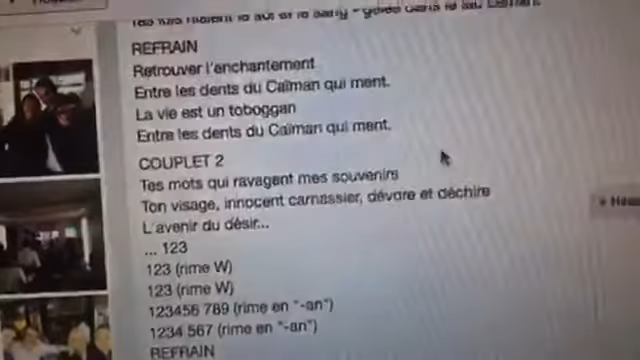 REFRAIN
Retrouver l'enchantement
Entre les dents du Caïman qui ment.
La vie est un toboggan
Entre les dents du Caïman qui ment.
COUPLET 2
Tes mots qui ravagent mes souvenirs
Ton visage, innocent carnassier, dévore et déchire
L'avenir du désir...
... 123
123 (rime W)
123 (rime W)
123456 789 (rime en "-an")
1234 567 (rime en "-an")
REFRAIN